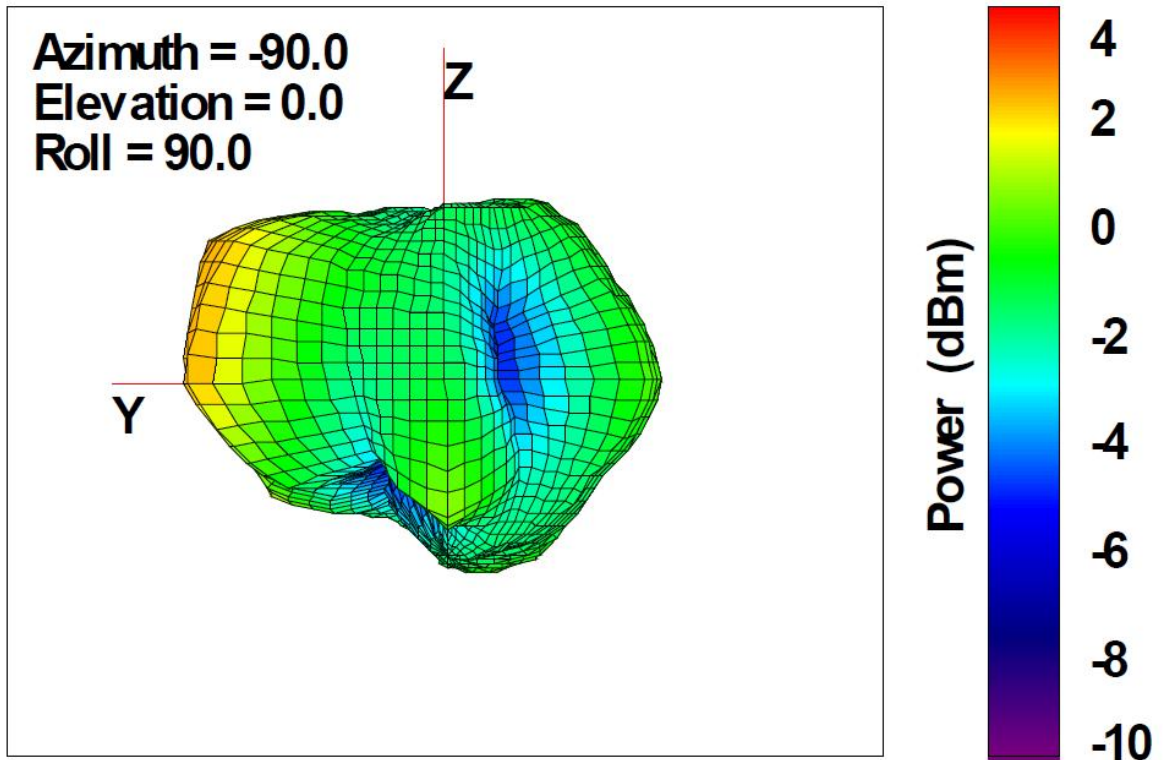 Azimuth = -90.0
Elevation = 0.0
Roll = 90.0
Z
Y
Power (dBm)
4
2
0
-2
-4
-6
-8
-10